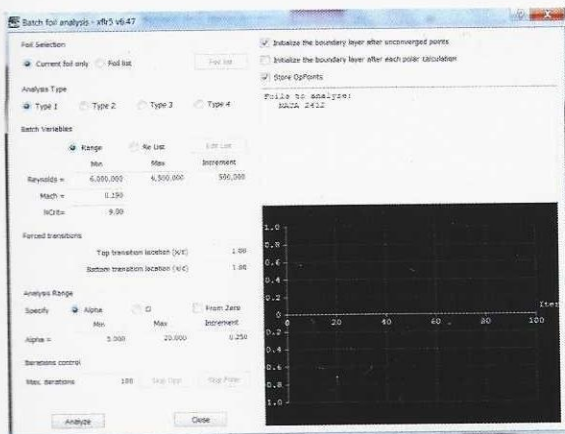 Batch foil analysis - xflr5 v6.47
Foil Selection
Current foil only
Foil list
Foil list
Analysis Type
Type 1
Type 2
Type 3
Type 4
Batch Variables
Range
Re List
Edit List
Min
Max
Increment
Reynolds =
6,000,000
6,500,000
500,000
Mach =
NCrit=
9.00
Forced transitions
Top transition location (x/c)
1.00
Bottom transition location (x/c)
1.00
Analysis Range
Specify
Alpha
Cl
From Zero
Min
Max
Increment
Alpha =
5.000
20.000
0.250
Iterations control
Max. iterations
100
Skip Opp
Skip Polar
Analyze
Close
Initialize the boundary layer after unconverged points
Initialize the boundary layer after each polar calculation
Store OpPoints
Foils to analyze:
NACA 2412
1.0
0.8
0.6
0.4
0.2
0
-0.2
-0.4
-0.6
-0.8
-1.0
0
20
40
60
80
100
Iter